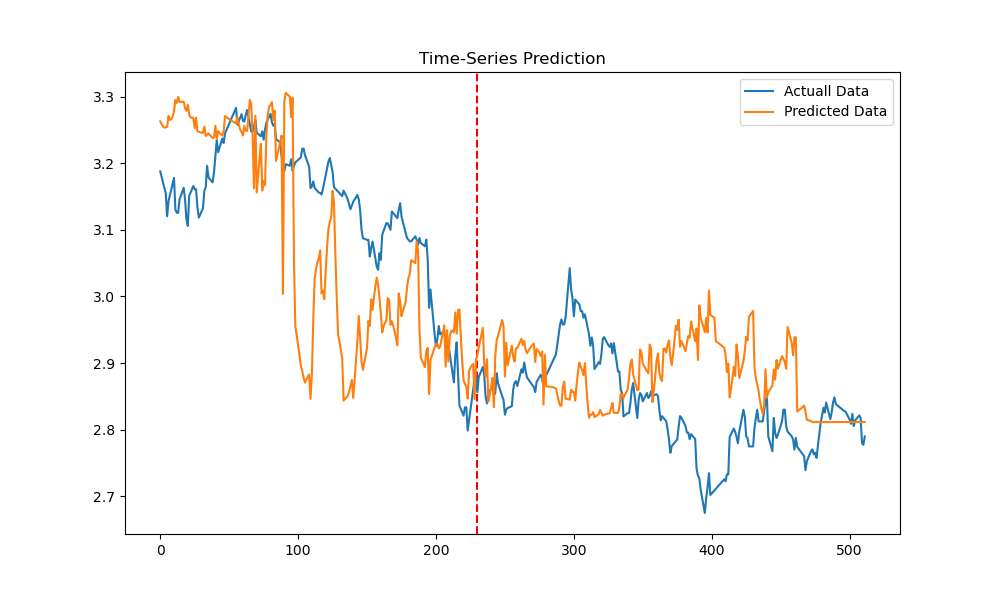 Time-Series Prediction
Actuall Data
Predicted Data
3.3
3.2
3.1
3.0
2.9
2.8
2.7
0 100 200 300 400 500